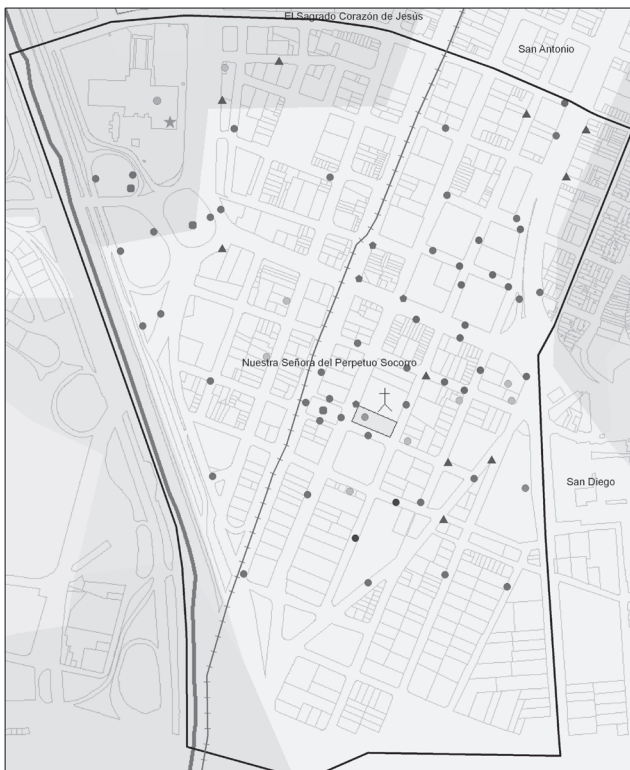 El Sagrado Corazón de Jesús
San Antonio
Nuestra Señora del Perpetuo Socorro
San Diego